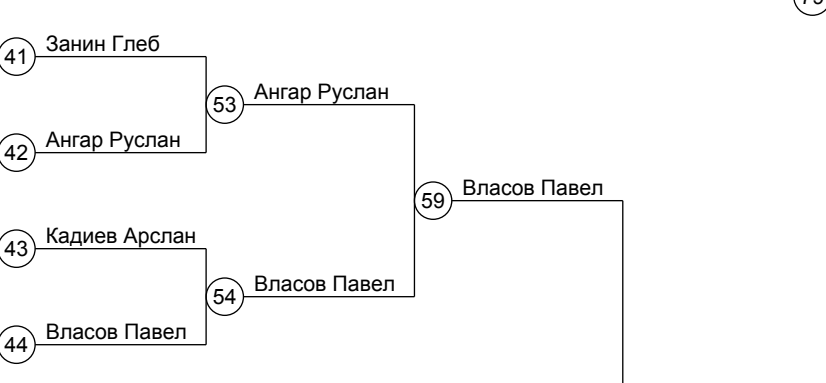 41 Занин Глеб
53 Ангар Руслан
42 Ангар Руслан
59 Власов Павел
43 Кадиев Арслан
54 Власов Павел
44 Власов Павел